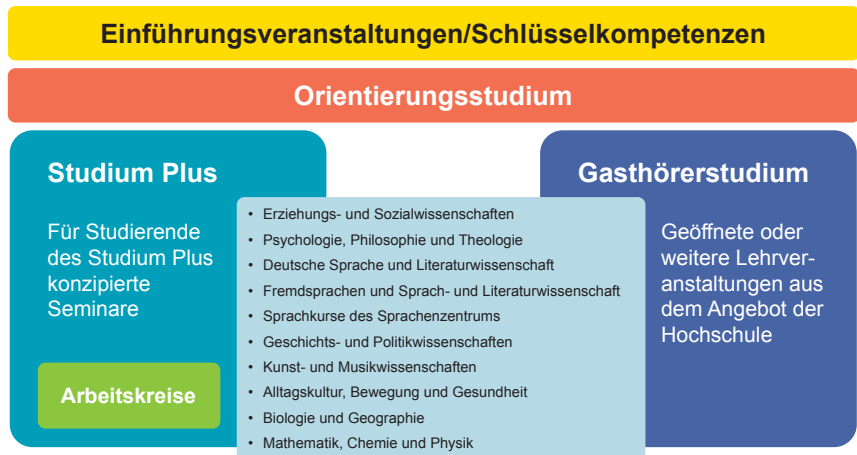 Einführungsveranstaltungen/Schlüsselkompetenzen
Orientierungsstudium
Studium Plus
Für Studierende
des Studium Plus
konzipierte
Seminare
Arbeitskreise
• Erziehungs- und Sozialwissenschaften
• Psychologie, Philosophie und Theologie
• Deutsche Sprache und Literaturwissenschaft
• Fremdsprachen und Sprach- und Literaturwissenschaft
• Sprachkurse des Sprachenzentrums
• Geschichts- und Politikwissenschaften
• Kunst- und Musikwissenschaften
• Alltagskultur, Bewegung und Gesundheit
• Biologie und Geographie
• Mathematik, Chemie und Physik
Gasthörerstudium
Geöffnete oder
weitere Lehrver-
anstaltungen aus
dem Angebot der
Hochschule